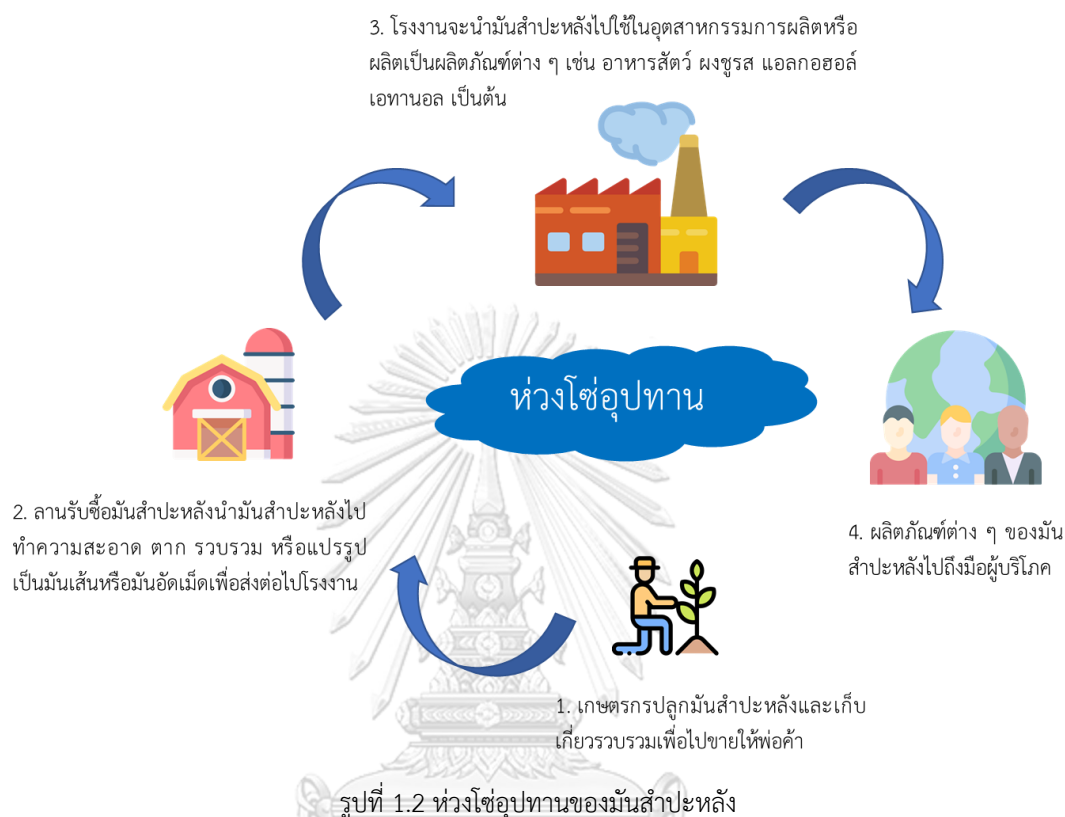 3. โรงงานจะนำมันสำปะหลังไปใช้ในอุตสาหกรรมการผลิตหรือ
ผลิตเป็นผลิตภัณฑ์ต่าง ๆ เช่น อาหารสัตว์ ผงชูรส แอลกอฮอล์
เอทานอล เป็นต้น
ห่วงโซ่อุปทาน
2. ลานรับซื้อมันสำปะหลังนำมันสำปะหลังไป
ทำความสะอาด ตาก รวบรวม หรือแปรรูป
เป็นมันเส้นหรือมันอัดเม็ดเพื่อส่งต่อไปโรงงาน
4. ผลิตภัณฑ์ต่าง ๆ ของมัน
สำปะหลังไปถึงมือผู้บริโภค
1. เกษตรกรปลูกมันสำปะหลังและเก็บ
เกี่ยวรวบรวมเพื่อไปขายให้พ่อค้า
รูปที่ 1.2 ห่วงโซ่อุปทานของมันสำปะหลัง